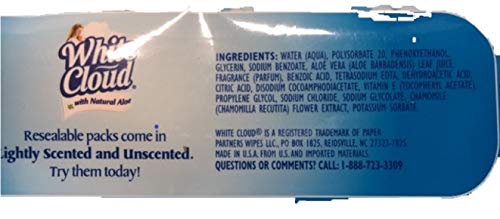 White
Cloud®
with Natural Aloe
Resealable packs come in
Lightly Scented and Unscented.
Try them today!
INGREDIENTS: WATER (AQUA), POLYSORBATE 20, PHENOXYETHANOL,
GLYCERIN, SODIUM BENZOATE, ALOE VERA (ALOE BARBADENSIS) LEAF JUICE,
FRAGRANCE (PARFUM), BENZOIC ACID, TETRASODIUM EDTA, DEHYDROACETIC ACID,
CITRIC ACID, DISODIUM COCOAMPHODIACETATE, VITAMIN E (TOCOPHERYL ACETATE),
PROPYLENE GLYCOL, SODIUM CHLORIDE, SODIUM GLYCOLATE, CHAMOMILE
(CHAMOMILLA RECUTITA) FLOWER EXTRACT, POTASSIUM SORBATE.
WHITE CLOUD® IS A REGISTERED TRADEMARK OF PAPER
PARTNERS WIPES LLC, PO BOX 1825, REIDSVILLE, NC 27323-1825.
MADE IN U.S.A. FROM U.S. AND IMPORTED MATERIALS.
QUESTIONS OR COMMENTS? CALL: 1-888-723-3309